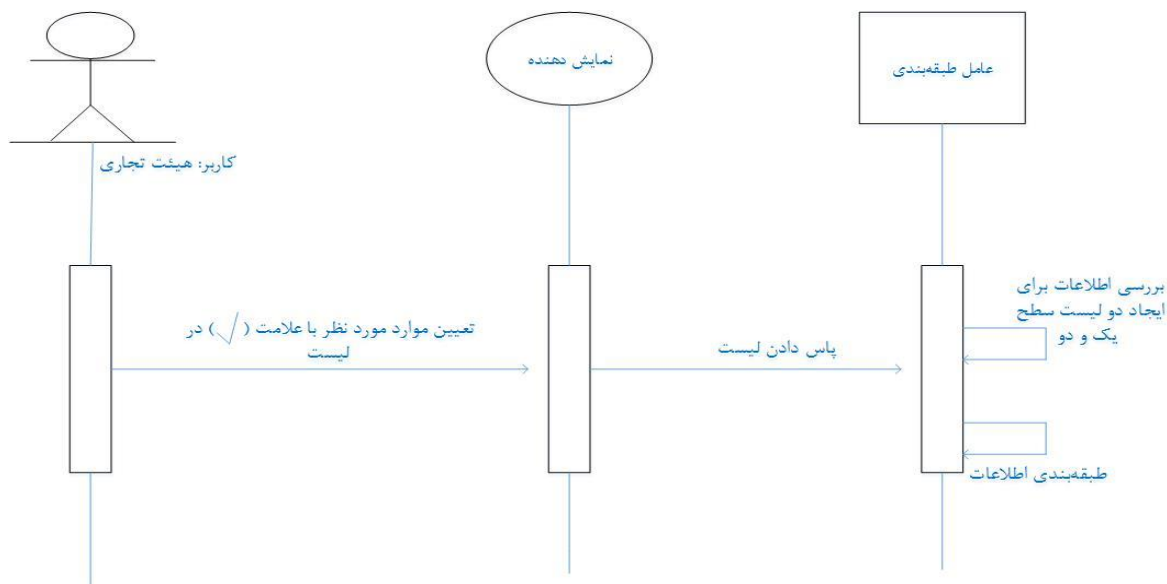 نمایش دهنده
عامل طبقه‌بندی
کاربر: هیئت تجاری
تعیین موارد مورد نظر با علامت (√) در
لیست
پاس دادن لیست
بررسی اطلاعات برای
ایجاد دو لیست سطح
یک و دو
طبقه‌بندی اطلاعات